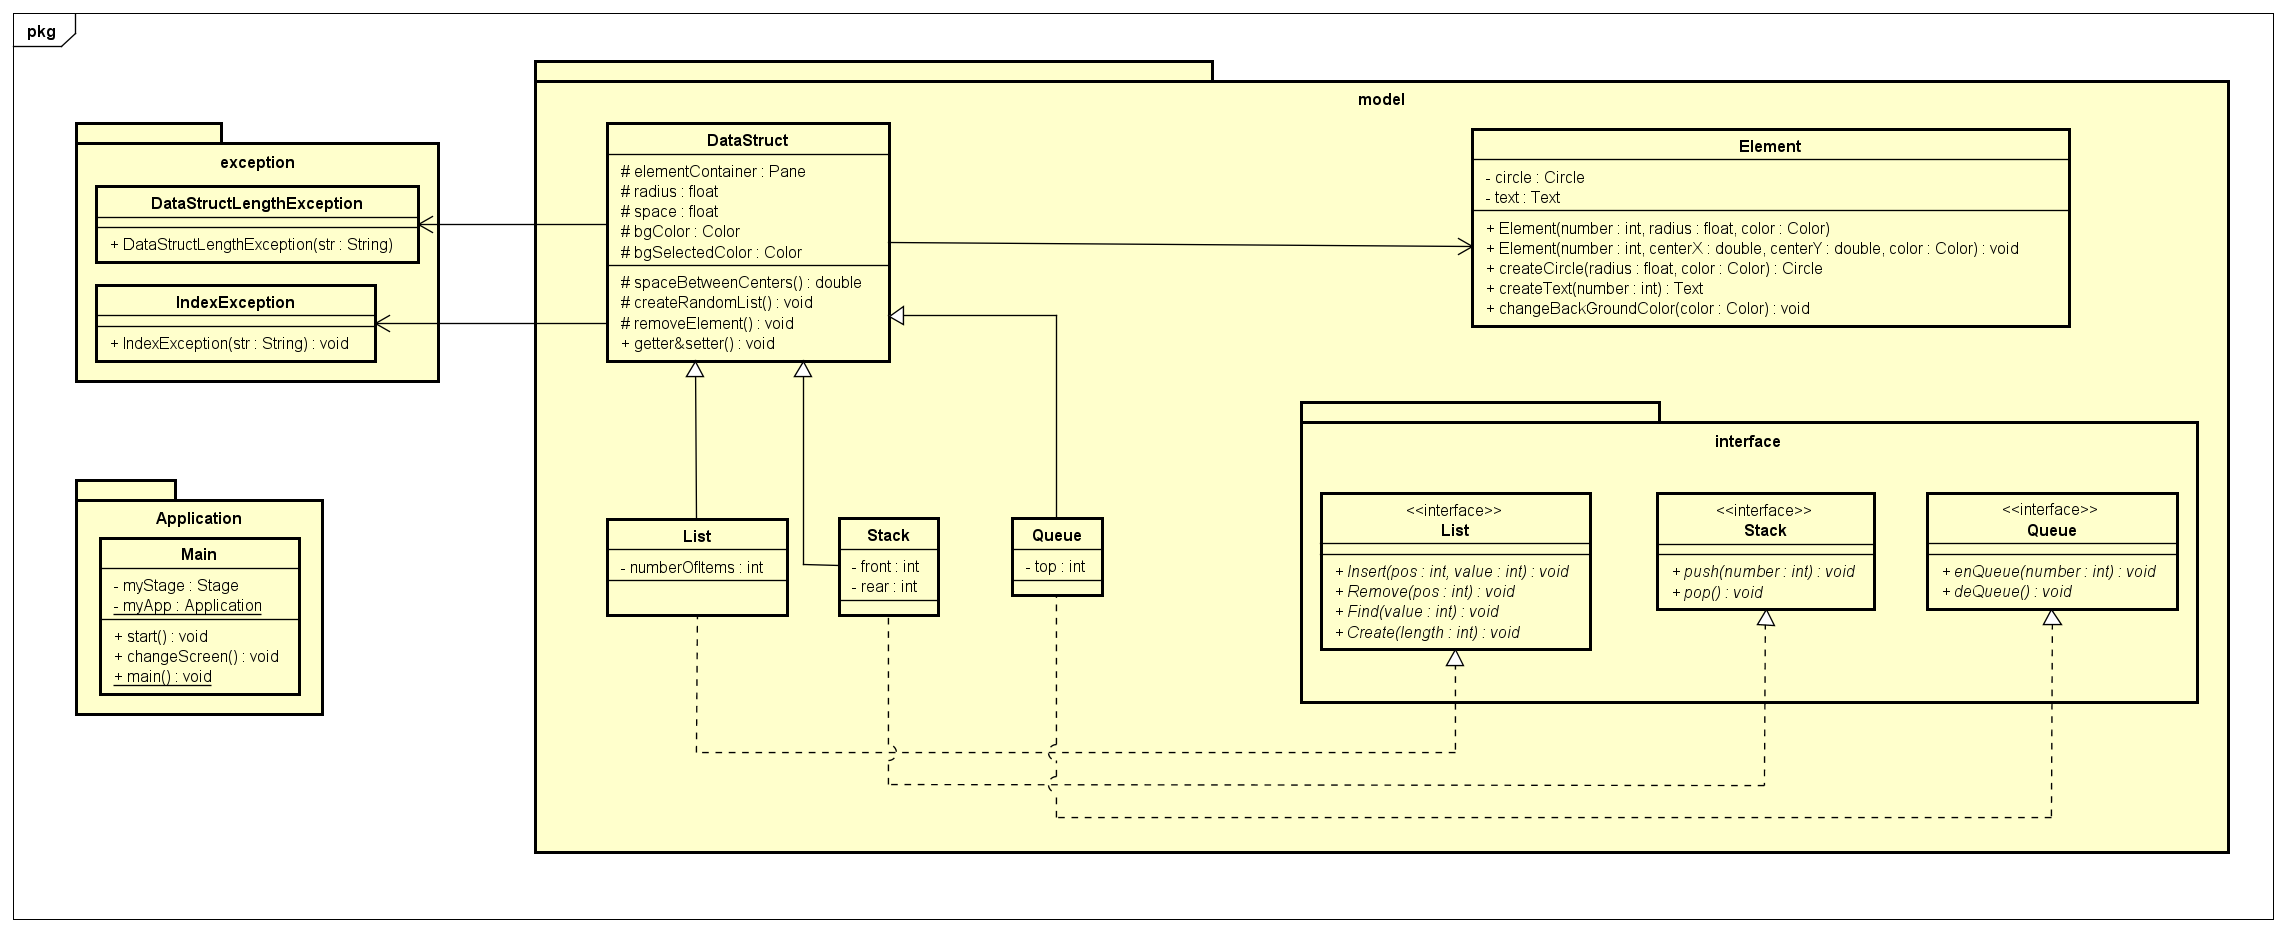 pkg
exception
DataStructLengthException
+ DataStructLengthException(str : String)
IndexException
+ IndexException(str : String) : void
Application
Main
- myStage : Stage
- myApp : Application
+ start() : void
+ changeScreen() : void
+ main() : void
model
DataStruct
# elementContainer : Pane
# radius : float
# space : float
# bgColor : Color
# bgSelectedColor : Color
# spaceBetweenCenters() : double
# createRandomList() : void
# removeElement() : void
+ getter&setter() : void
Element
- circle : Circle
- text : Text
+ Element(number : int, radius : float, color : Color)
+ Element(number : int, centerX : double, centerY : double, color : Color) : void
+ createCircle(radius : float, color : Color) : Circle
+ createText(number : int) : Text
+ changeBackGroundColor(color : Color) : void
List
- numberOfItems : int
Stack
- front : int
- rear : int
Queue
- top : int
interface
<<interface>>
List
+ Insert(pos : int, value : int) : void
+ Remove(pos : int) : void
+ Find(value : int) : void
+ Create(length : int) : void
<<interface>>
Stack
+ push(number : int) : void
+ pop() : void
<<interface>>
Queue
+ enQueue(number : int) : void
+ deQueue() : void